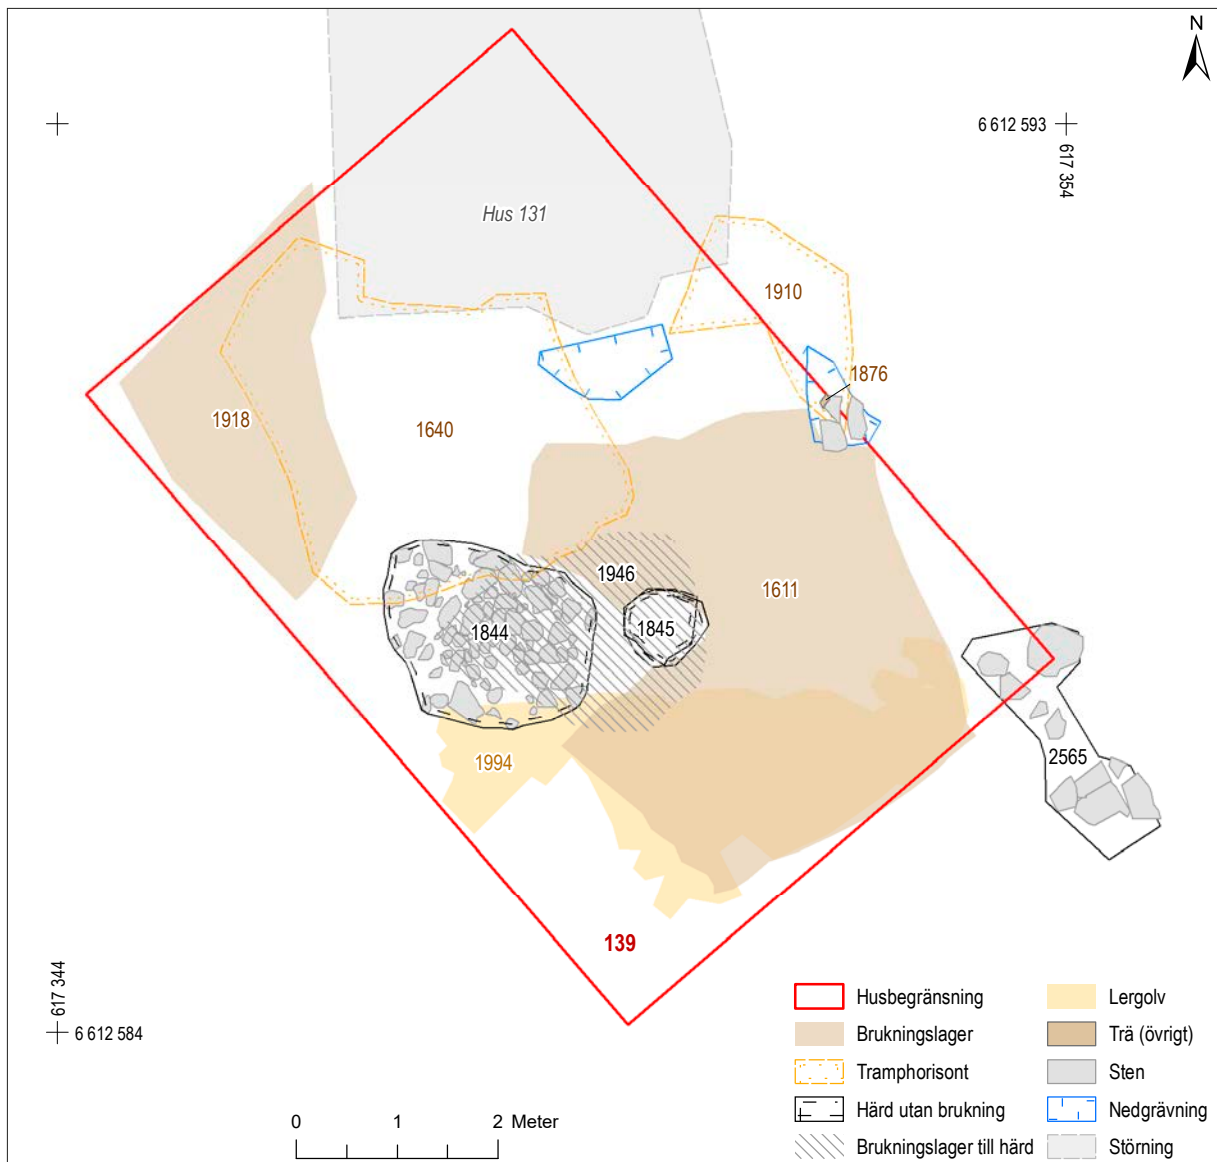 N
6 612 593
617 354
Hus 131
1910
1876
1918
1640
1946
1611
1844
1845
1994
2565
139
617 344
6 612 584
Husbegränsning
Brukningslager
Tramphorisont
Härd utan brukning
Brukningslager till härd
Lergolv
Trä (övrigt)
Sten
Nedgrävning
Störning
0 1 2 Meter